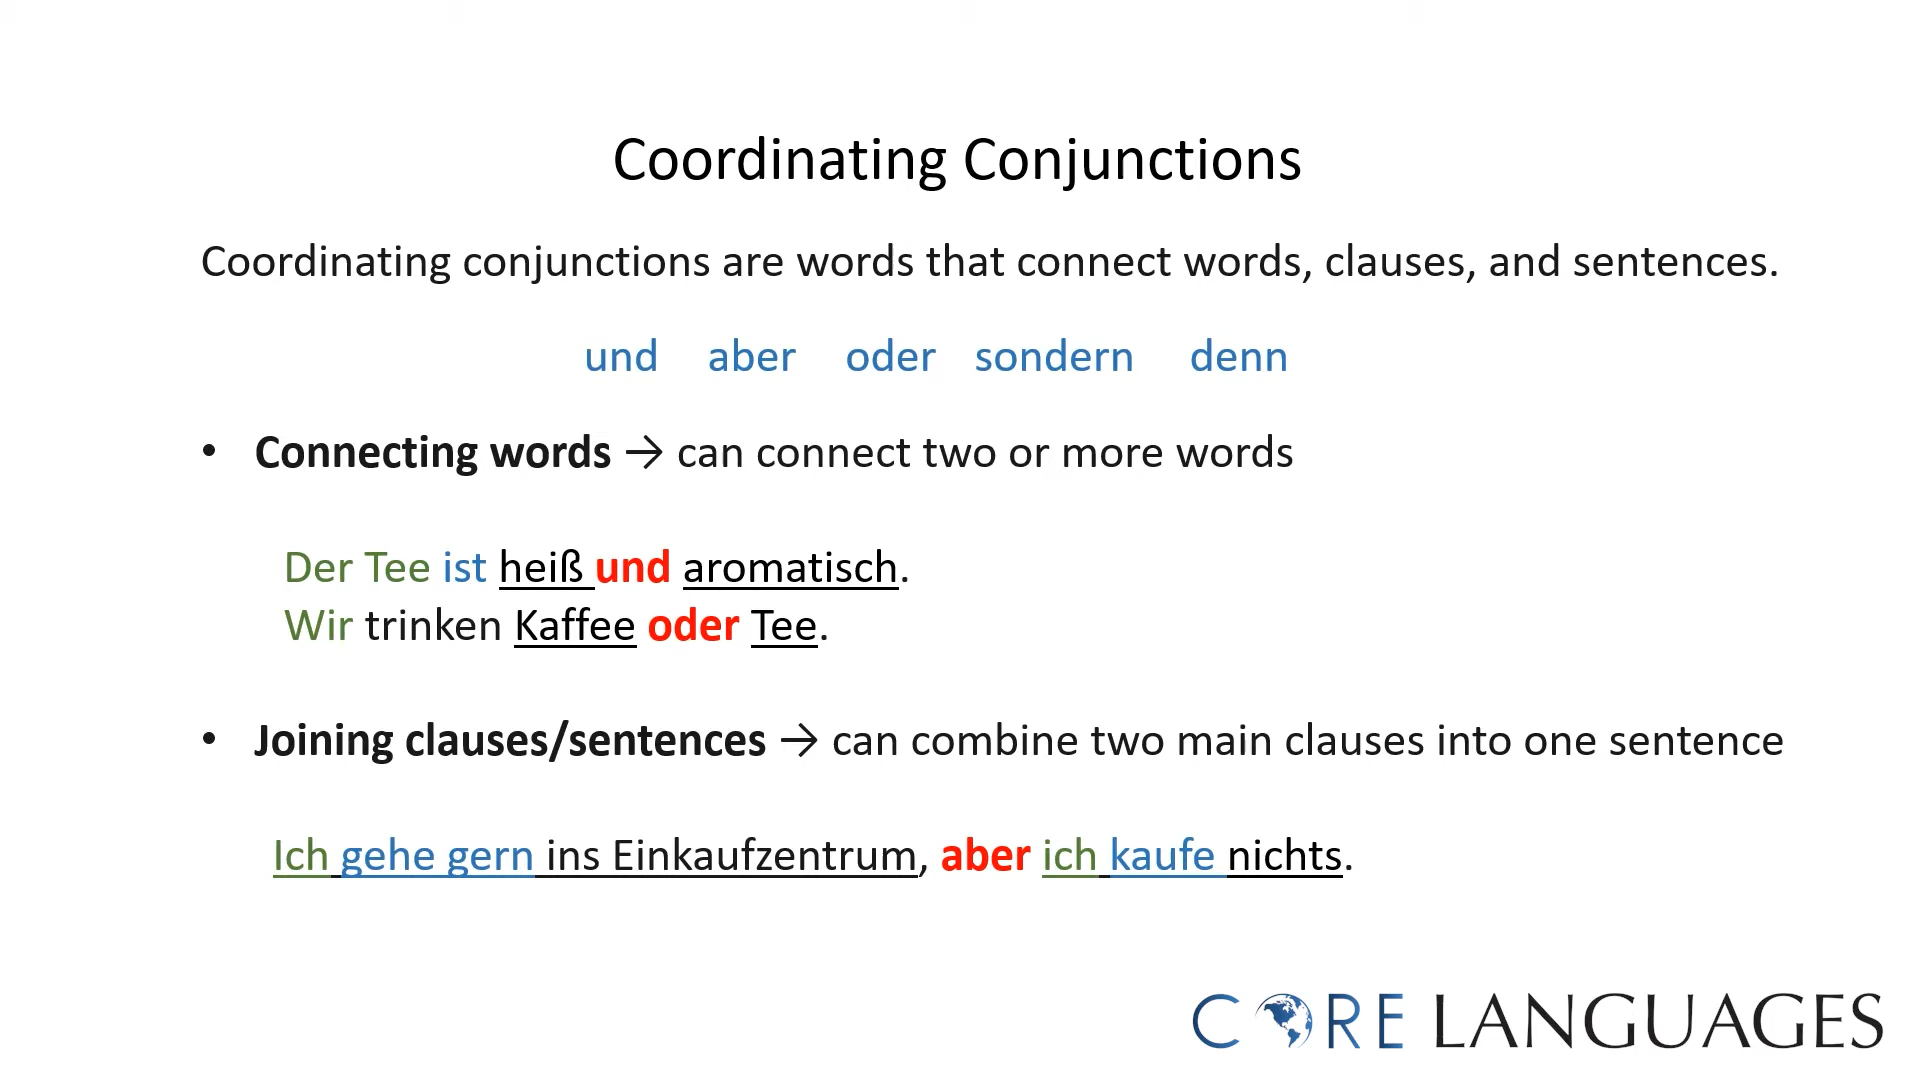 Coordinating Conjunctions
Coordinating conjunctions are words that connect words, clauses, and sentences.
und aber oder sondern denn
• Connecting words → can connect two or more words
Der Tee ist heiß und aromatisch.
Wir trinken Kaffee oder Tee.
• Joining clauses/sentences → can combine two main clauses into one sentence
Ich gehe gern ins Einkaufzentrum, aber ich kaufe nichts.
CORE LANGUAGES